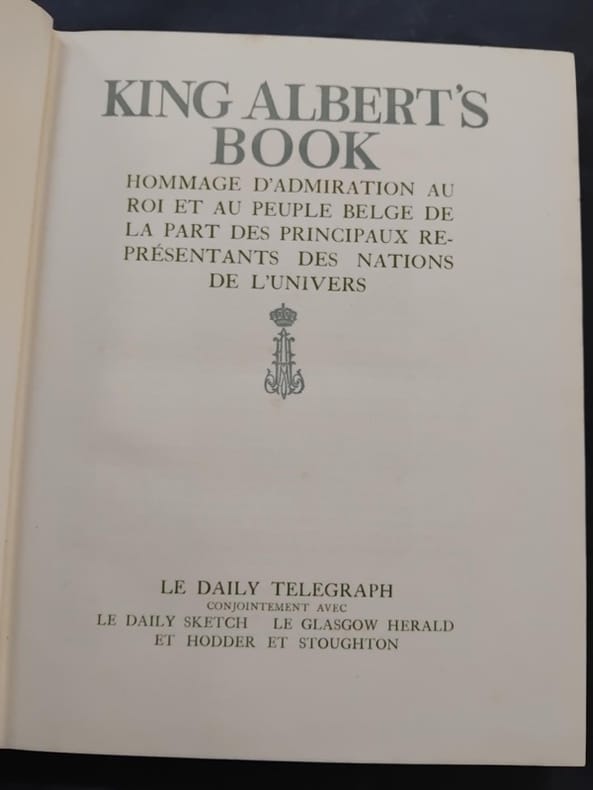 KING ALBERT'S
BOOK
HOMMAGE D'ADMIRATION AU
ROI ET AU PEUPLE BELGE DE
LA PART DES PRINCIPAUX RE-
PRÉSENTANTS DES NATIONS
DE L'UNIVERS
LE DAILY TELEGRAPH
CONJOINTEMENT AVEC
LE DAILY SKETCH LE GLASGOW HERALD
ET HODDER ET STOUGHTON